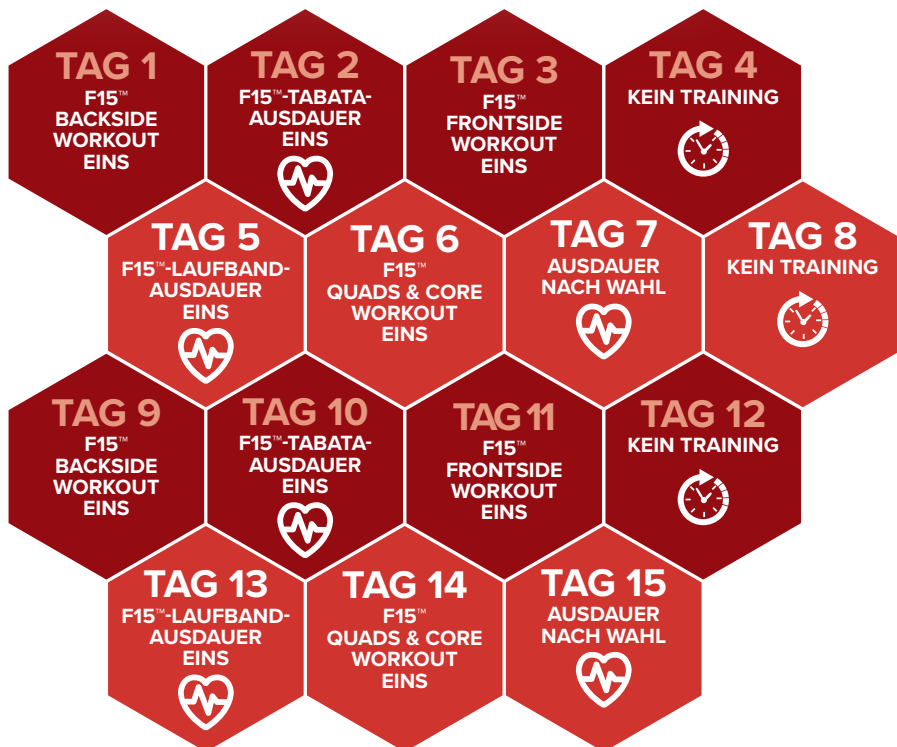 TAG 1
F15™
BACKSIDE
WORKOUT
EINS
TAG 2
F15™-TABATA-
AUSDAUER
EINS
TAG 3
F15™
FRONTSIDE
WORKOUT
EINS
TAG 4
KEIN TRAINING
TAG 5
F15™-LAUFBAND-
AUSDAUER
EINS
TAG 6
F15™
QUADS & CORE
WORKOUT
EINS
TAG 7
AUSDAUER
NACH WAHL
TAG 8
KEIN TRAINING
TAG 9
F15™
BACKSIDE
WORKOUT
EINS
TAG 10
F15™-TABATA-
AUSDAUER
EINS
TAG 11
F15™
FRONTSIDE
WORKOUT
EINS
TAG 12
KEIN TRAINING
TAG 13
F15™-LAUFBAND-
AUSDAUER
EINS
TAG 14
F15™
QUADS & CORE
WORKOUT
EINS
TAG 15
AUSDAUER
NACH WAHL